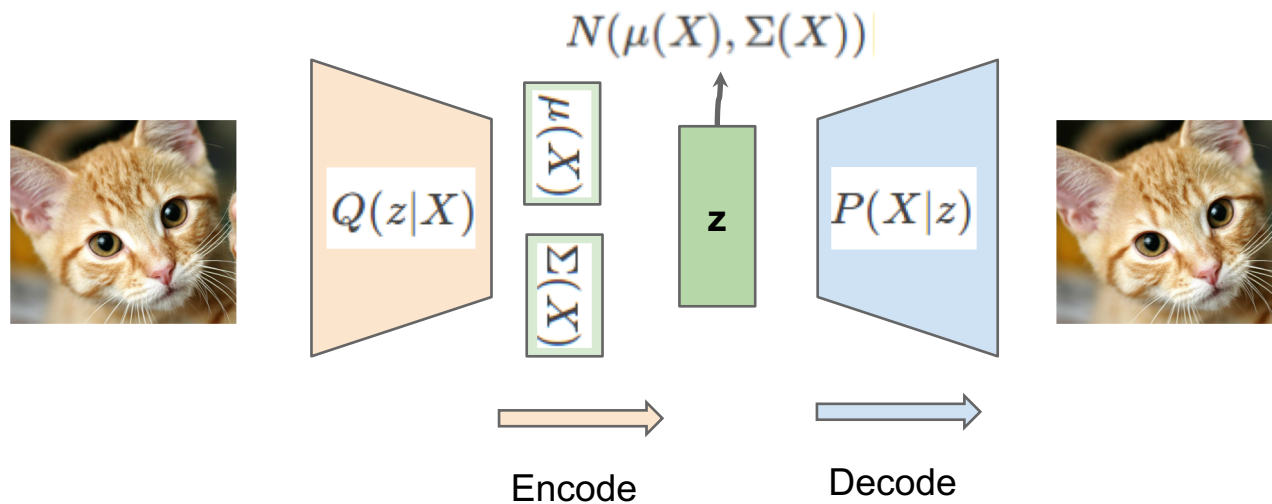 N(μ(X), Σ(X))
μ(X)
Q(z|X)
Σ(X)
z
P(X|z)
Encode
Decode